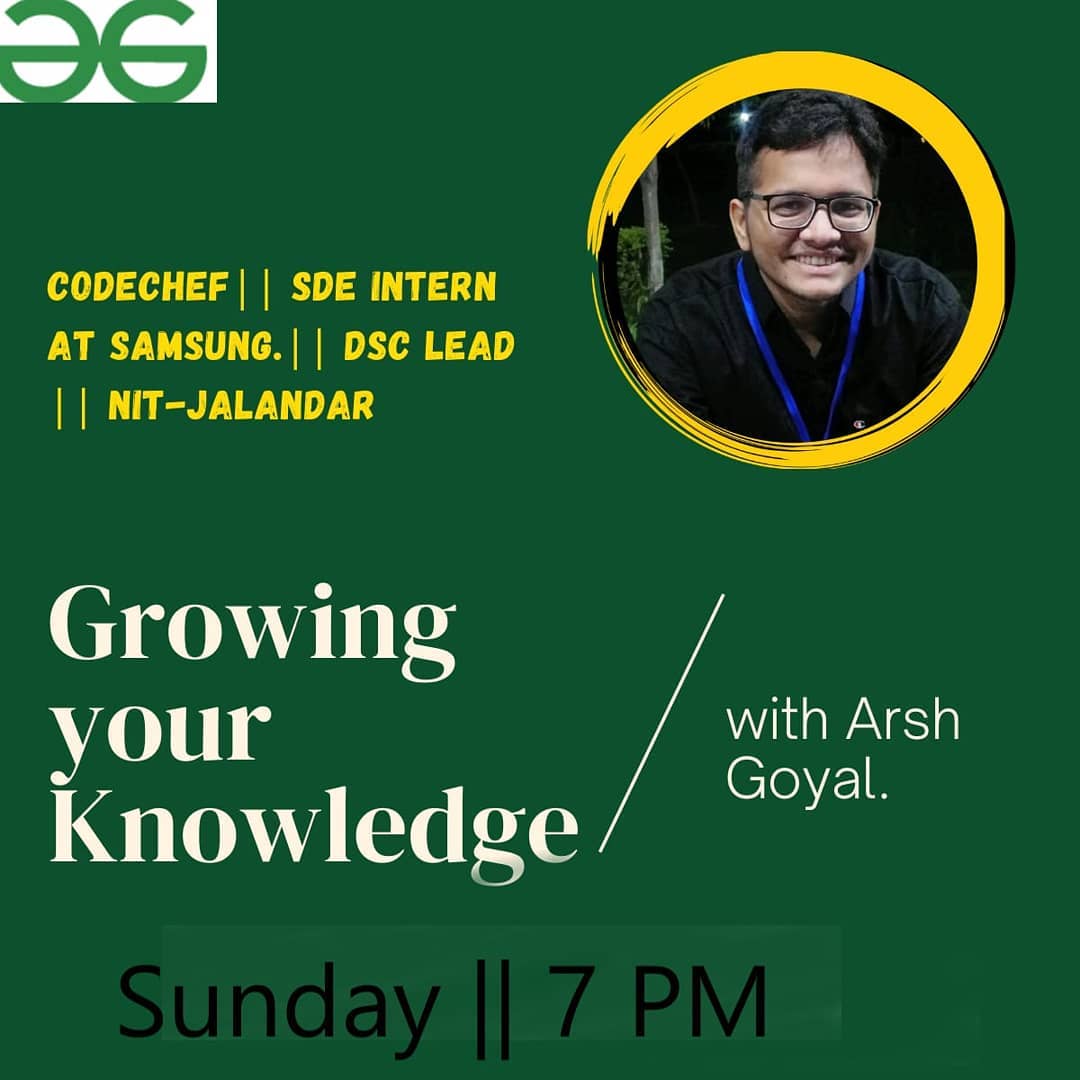 CODECHEF|| SDE INTERN
AT SAMSUNG.|| DSC LEAD
|| NIT-JALANDAR
Growing
your
Knowledge
with Arsh
Goyal.
Sunday || 7 PM